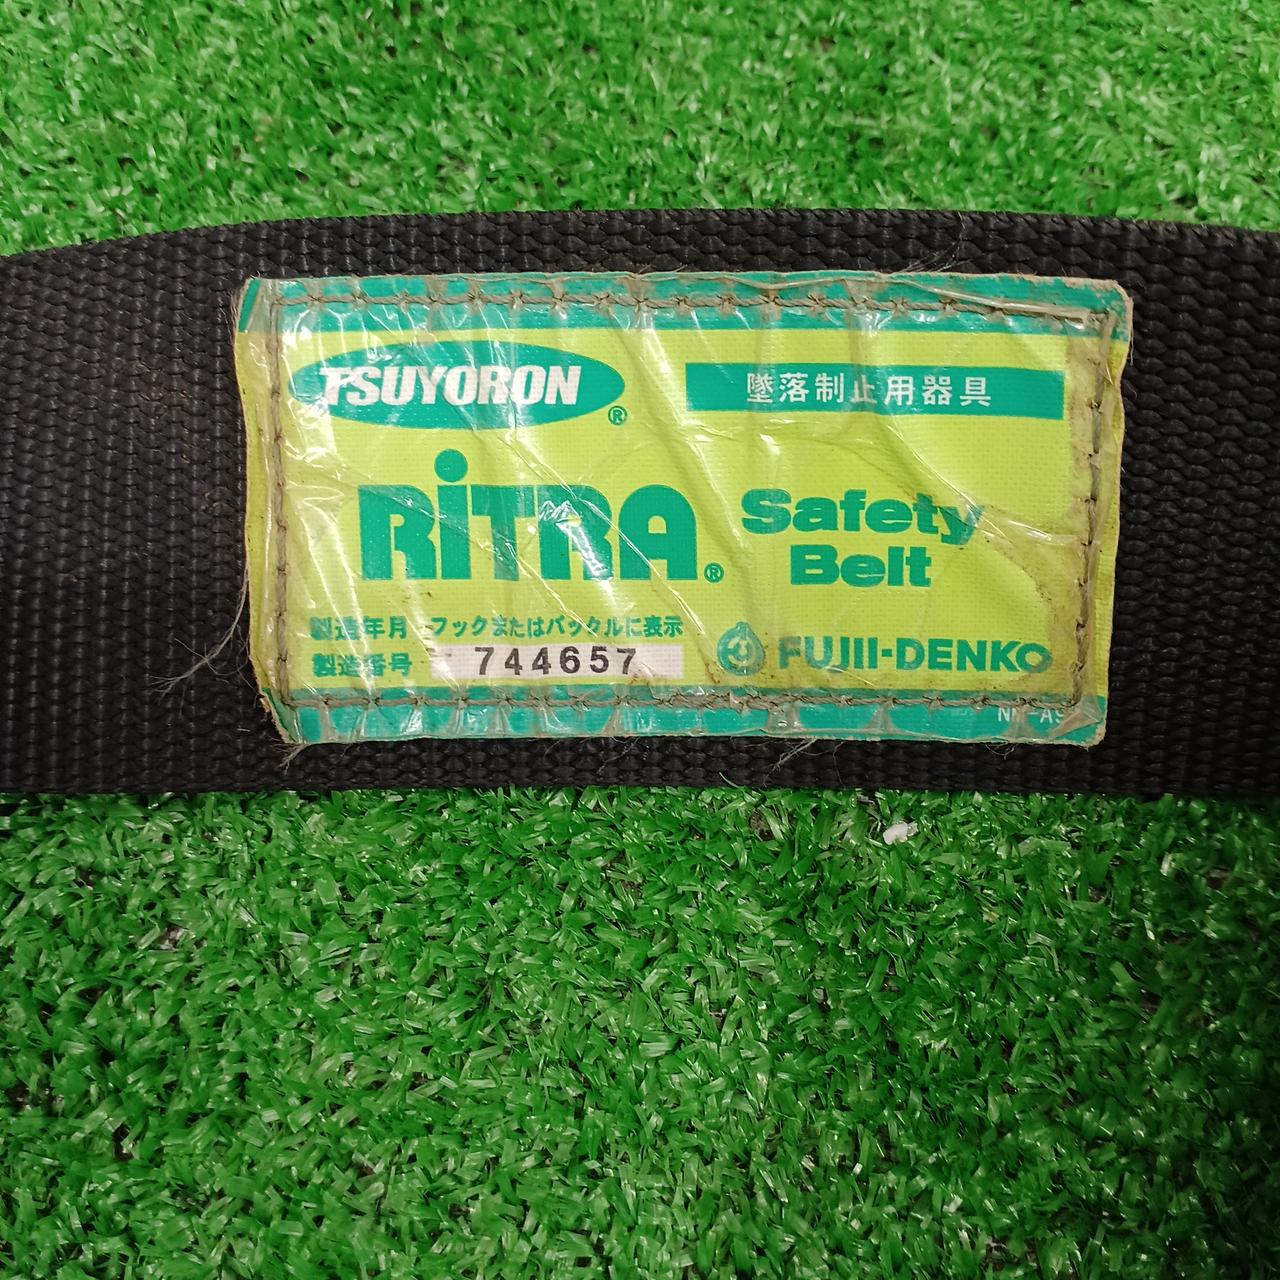 TSUYORON ®
墜落制止用器具
RiTRA ®
Safety
Belt
製造年月 フックまたはバックルに表示
製造番号 744657
FUJII-DENKO